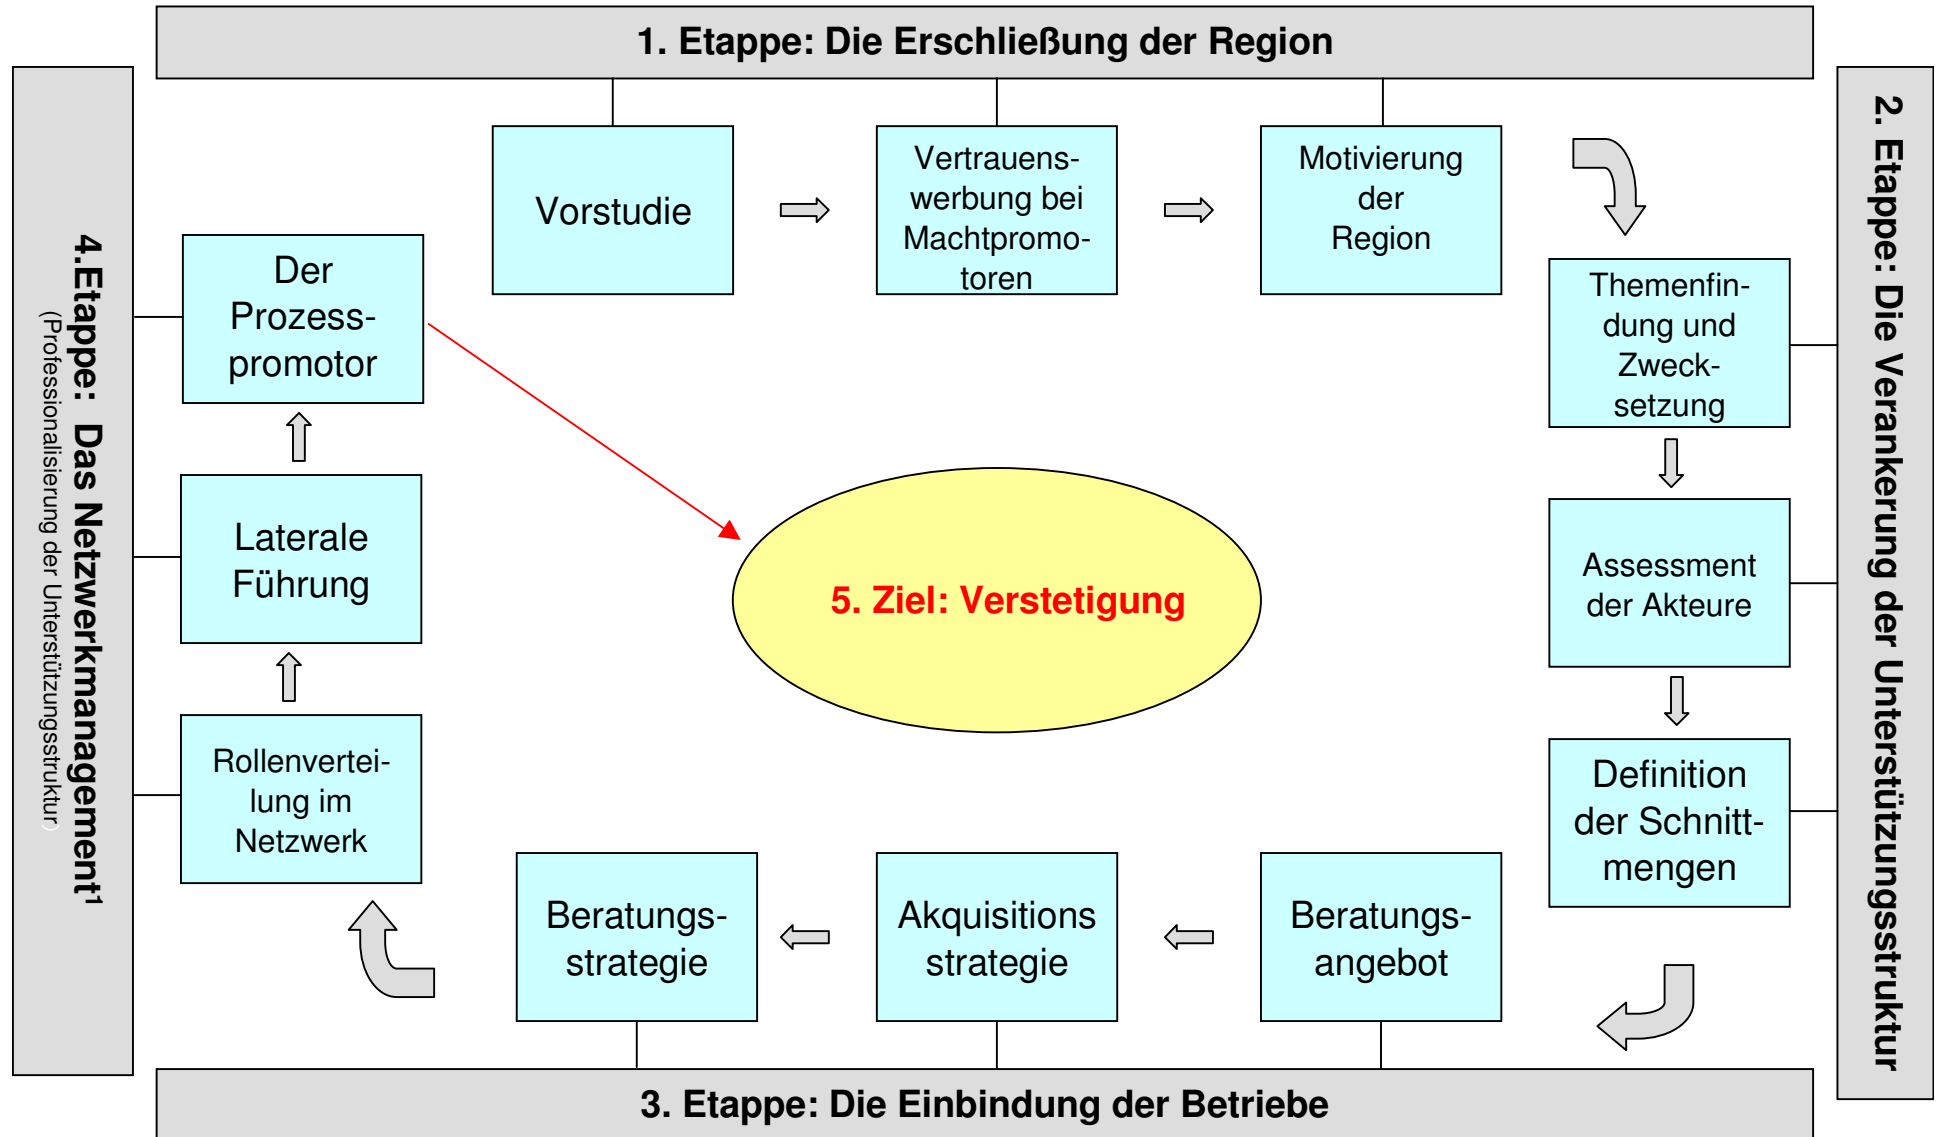 1. Etappe: Die Erschließung der Region
Vorstudie
Vertrauens-
werbung bei
Machtpromo-
toren
Motivierung
der
Region
2. Etappe: Die Verankerung der Unterstützungsstruktur
Themenfin-
dung und
Zweck-
setzung
Assessment
der Akteure
Definition
der Schnitt-
mengen
3. Etappe: Die Einbindung der Betriebe
Beratungs-
angebot
Akquisitions
strategie
Beratungs-
strategie
4.Etappe: Das Netzwerkmanagement¹
(Professionalisierung der Unterstützungsstruktur)
Rollenvertei-
lung im
Netzwerk
Laterale
Führung
Der
Prozess-
promotor
5. Ziel: Verstetigung